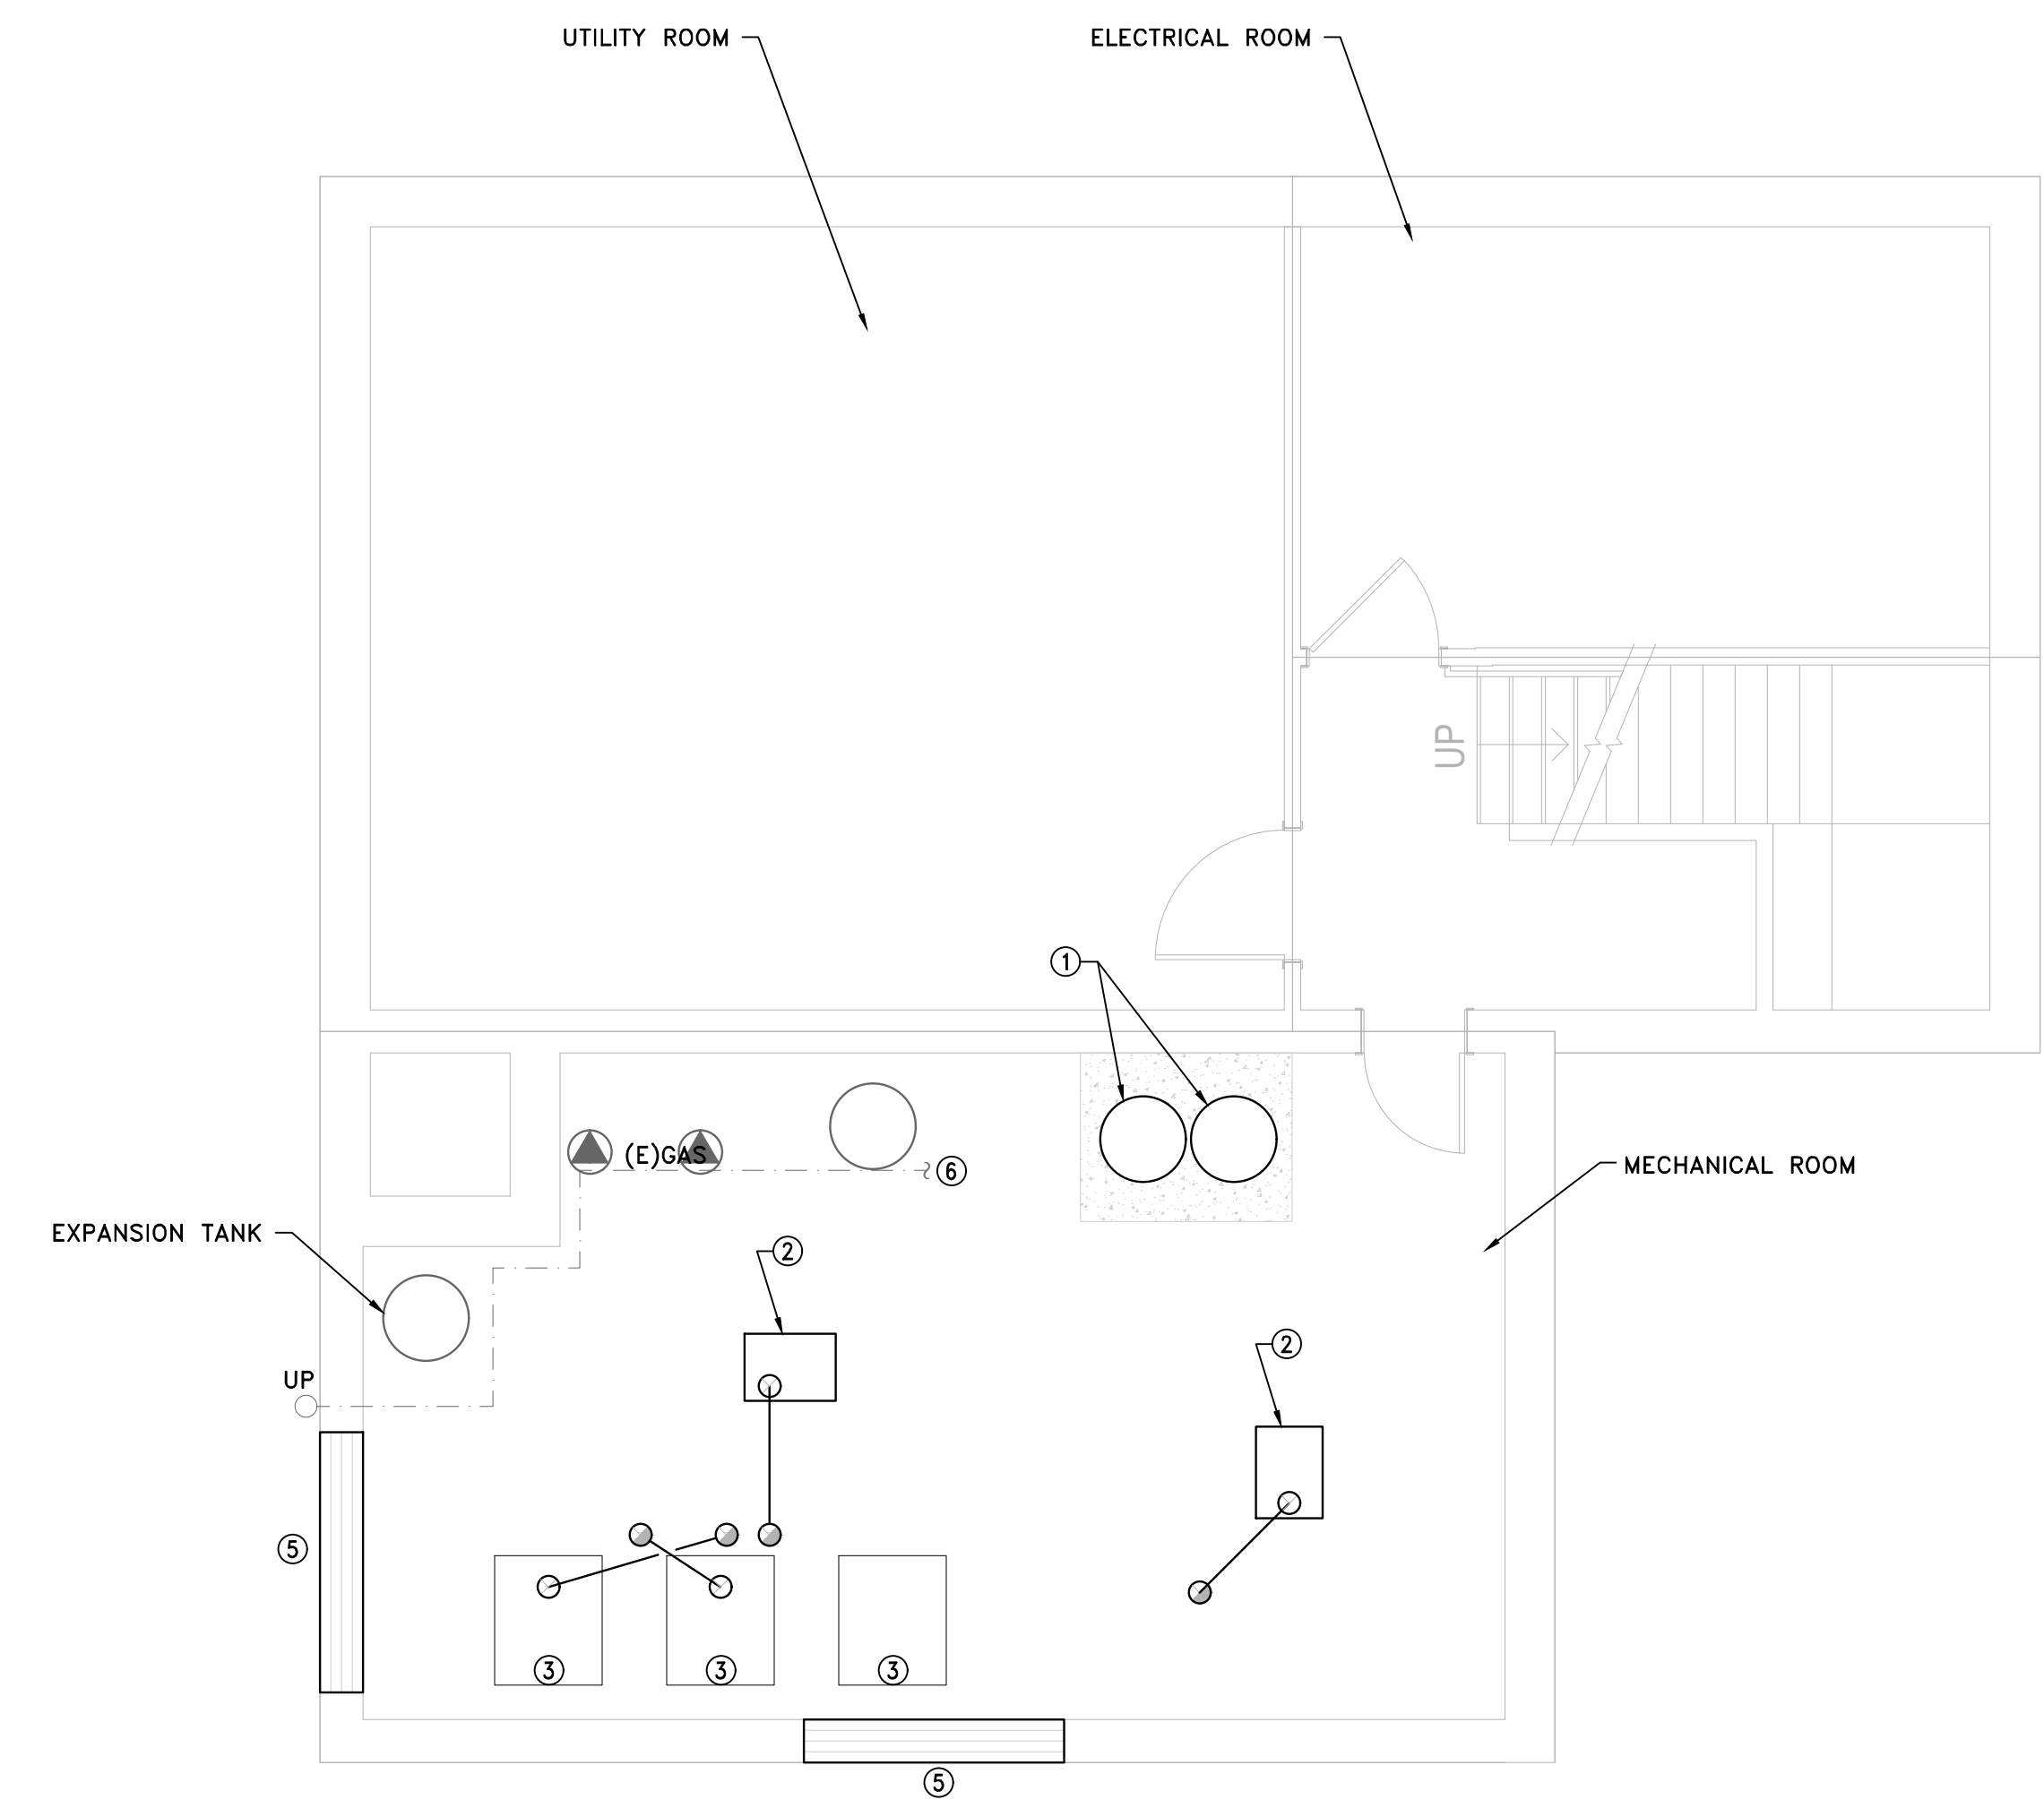 UTILITY ROOM
ELECTRICAL ROOM
UP
1
(E)GAS
6
MECHANICAL ROOM
EXPANSION TANK
2
2
UP
5
3
3
3
5